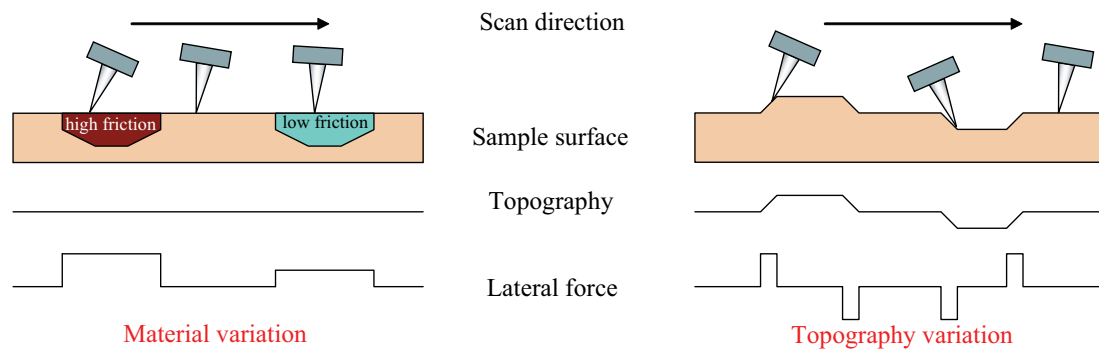 Scan direction
high friction
low friction
Sample surface
Topography
Lateral force
Material variation
Topography variation